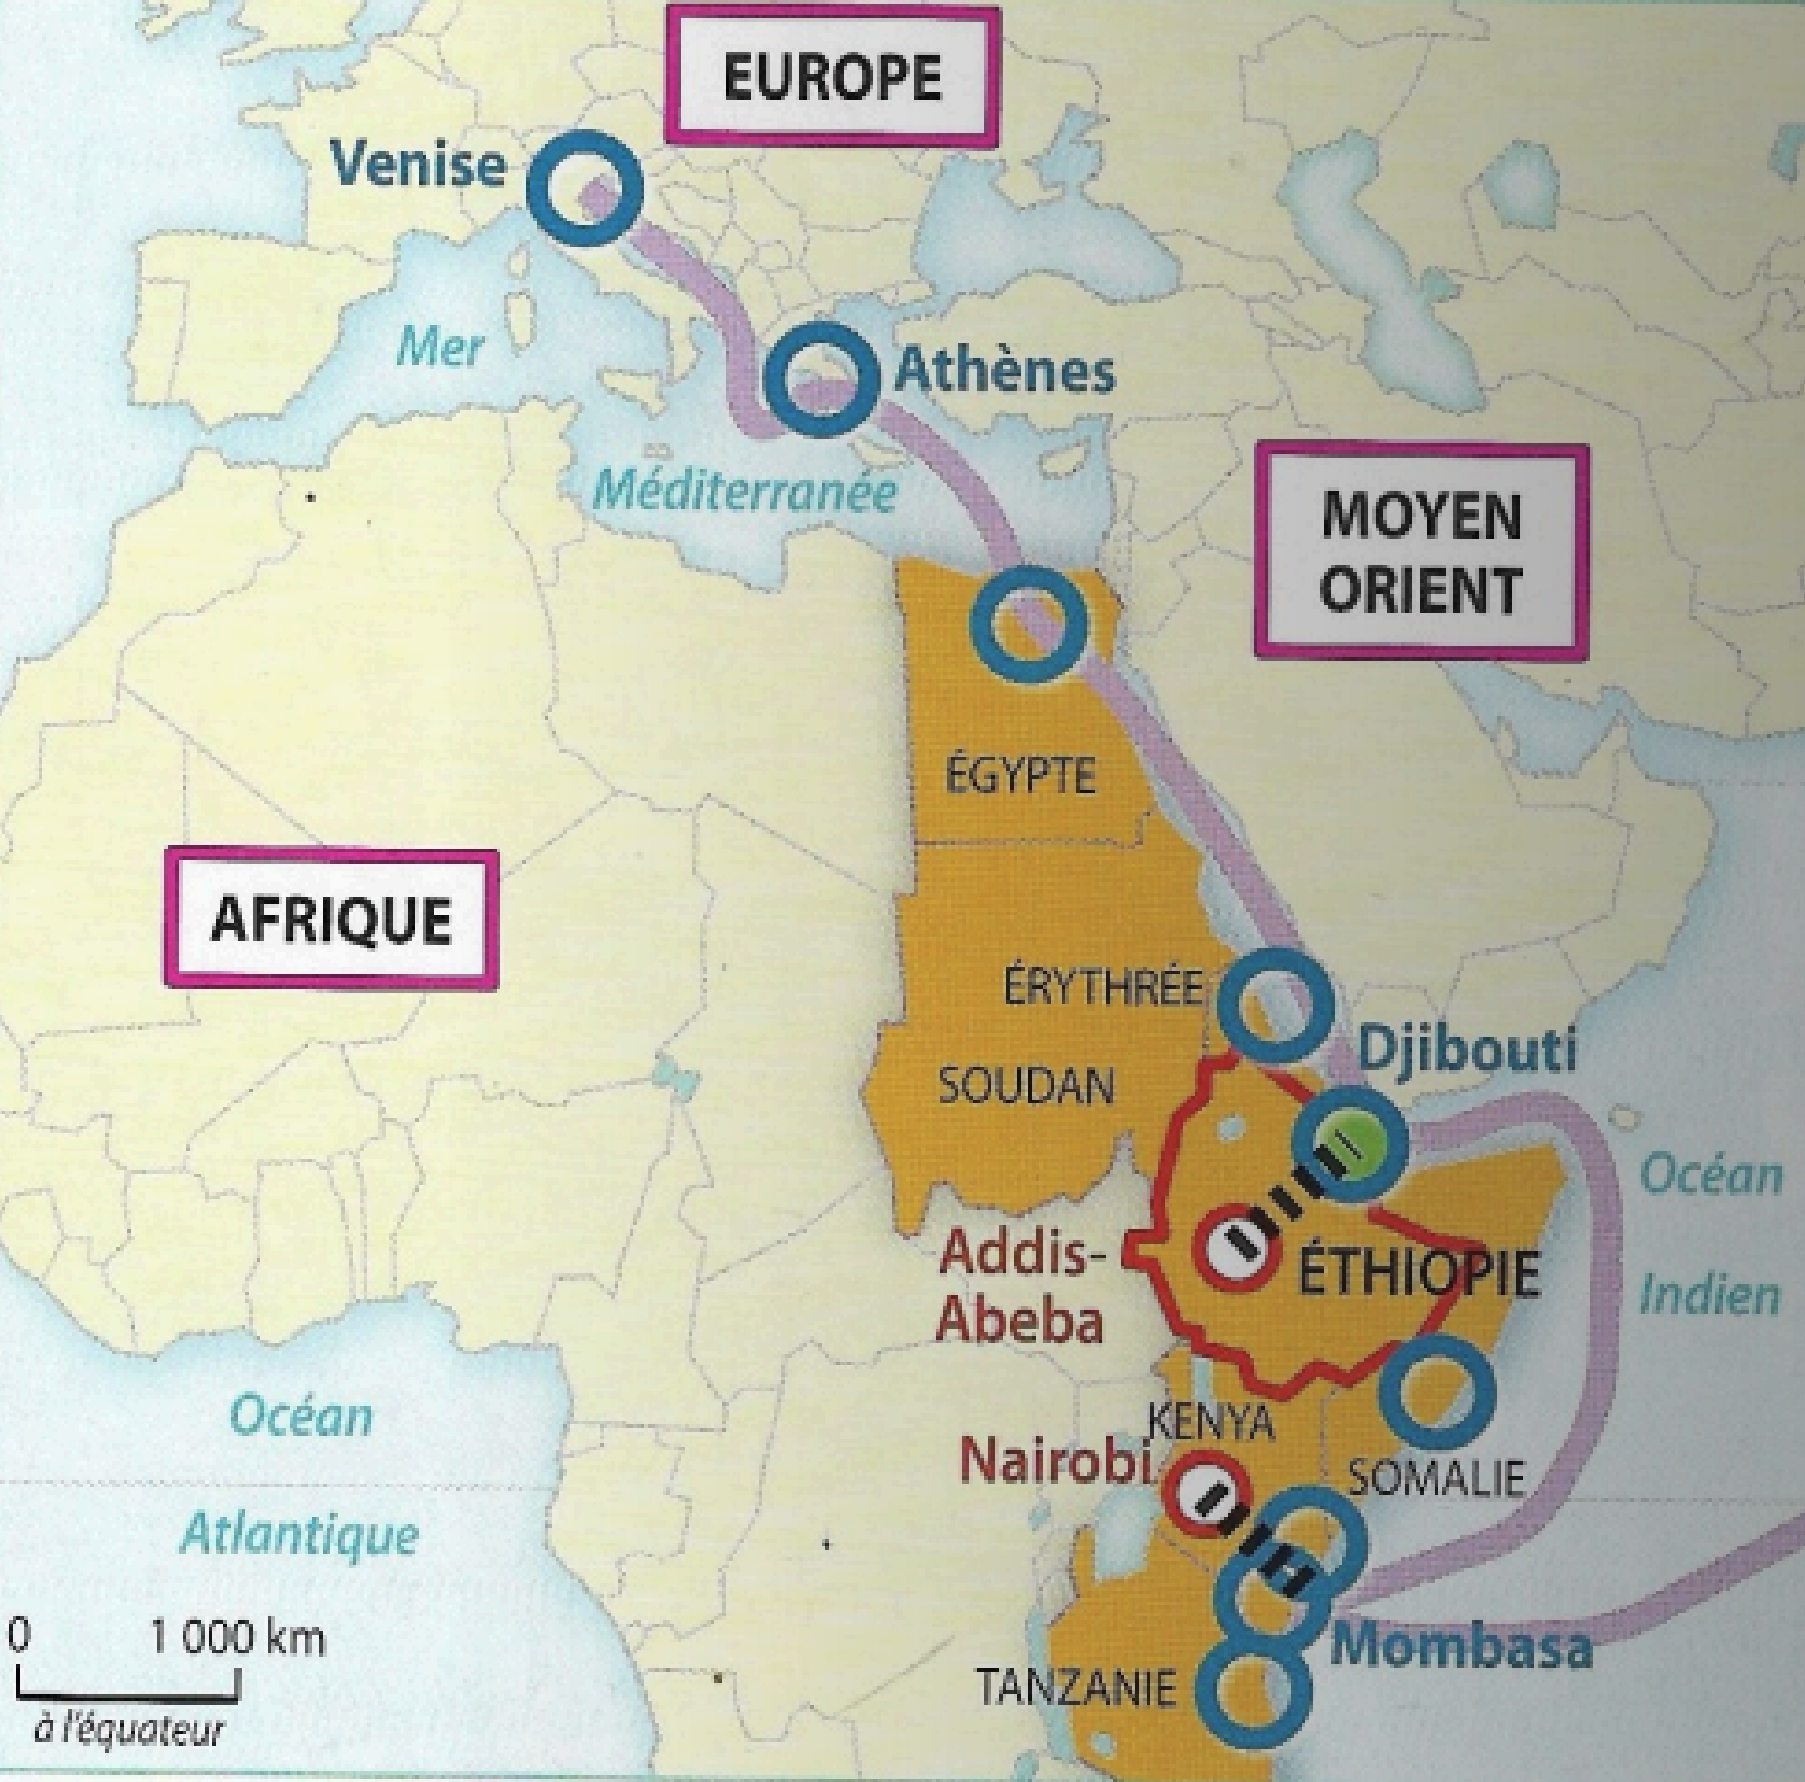 EUROPE
Venise
Mer
Athènes
Méditerranée
MOYEN
ORIENT
ÉGYPTE
AFRIQUE
ÉRYTHRÉE
Djibouti
SOUDAN
Océan
Indien
Addis-
Abeba
ÉTHIOPIE
Océan
Atlantique
KENYA
Nairobi
SOMALIE
Mombasa
TANZANIE
0 1 000 km
à l'équateur